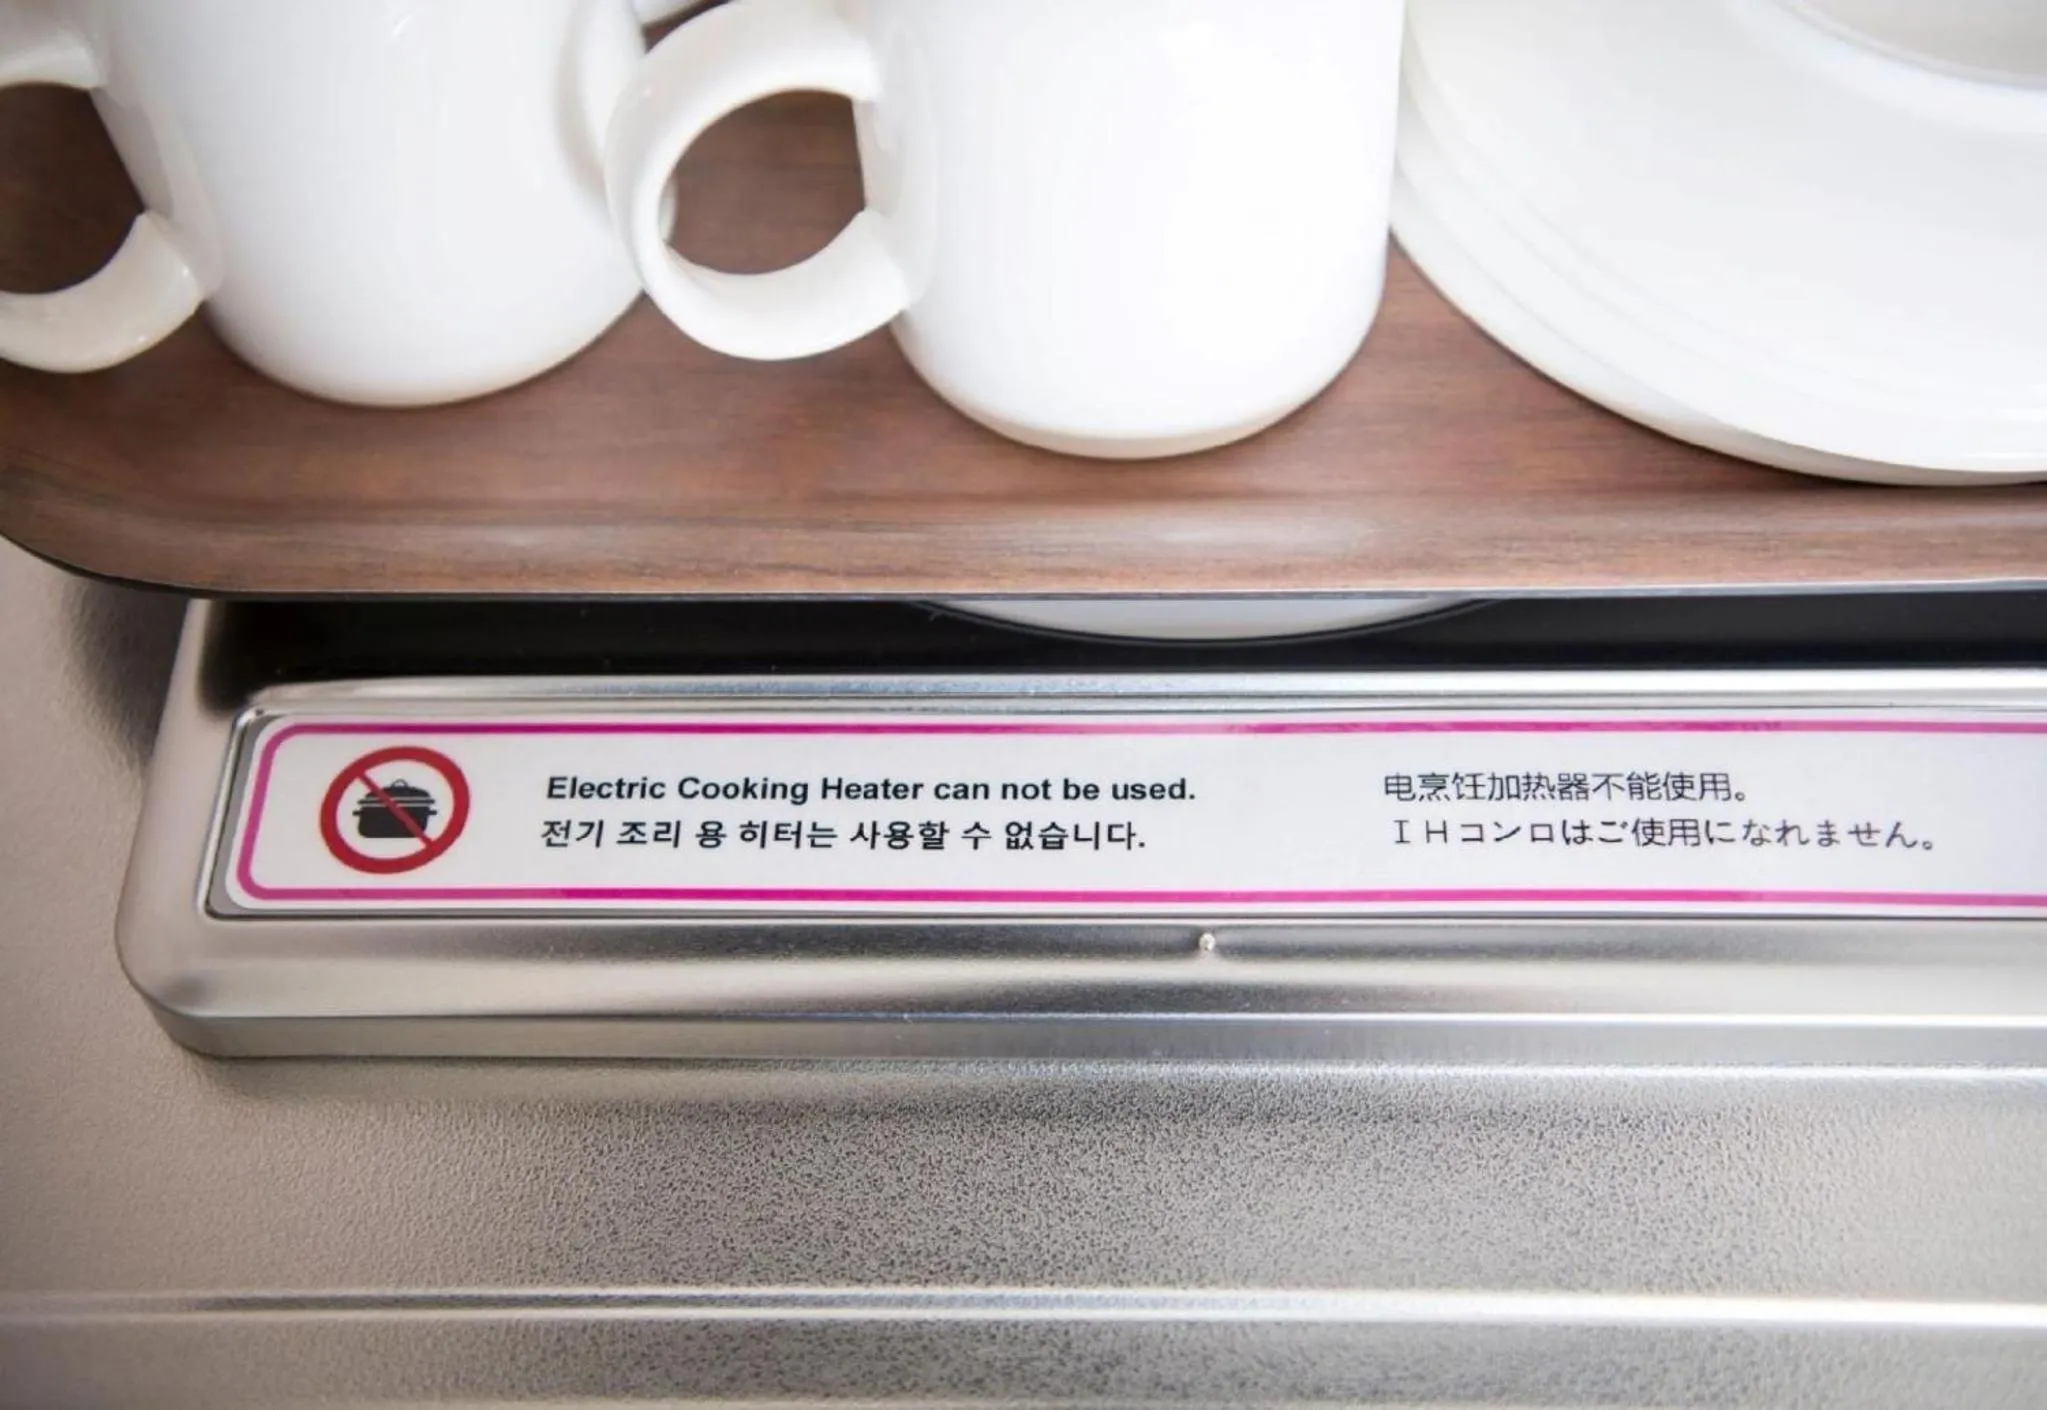 Electric Cooking Heater can not be used.
전기 조리 용 히터는 사용할 수 없습니다.
电烹饪加热器不能使用。
ＩＨコンロはご使用になれません。